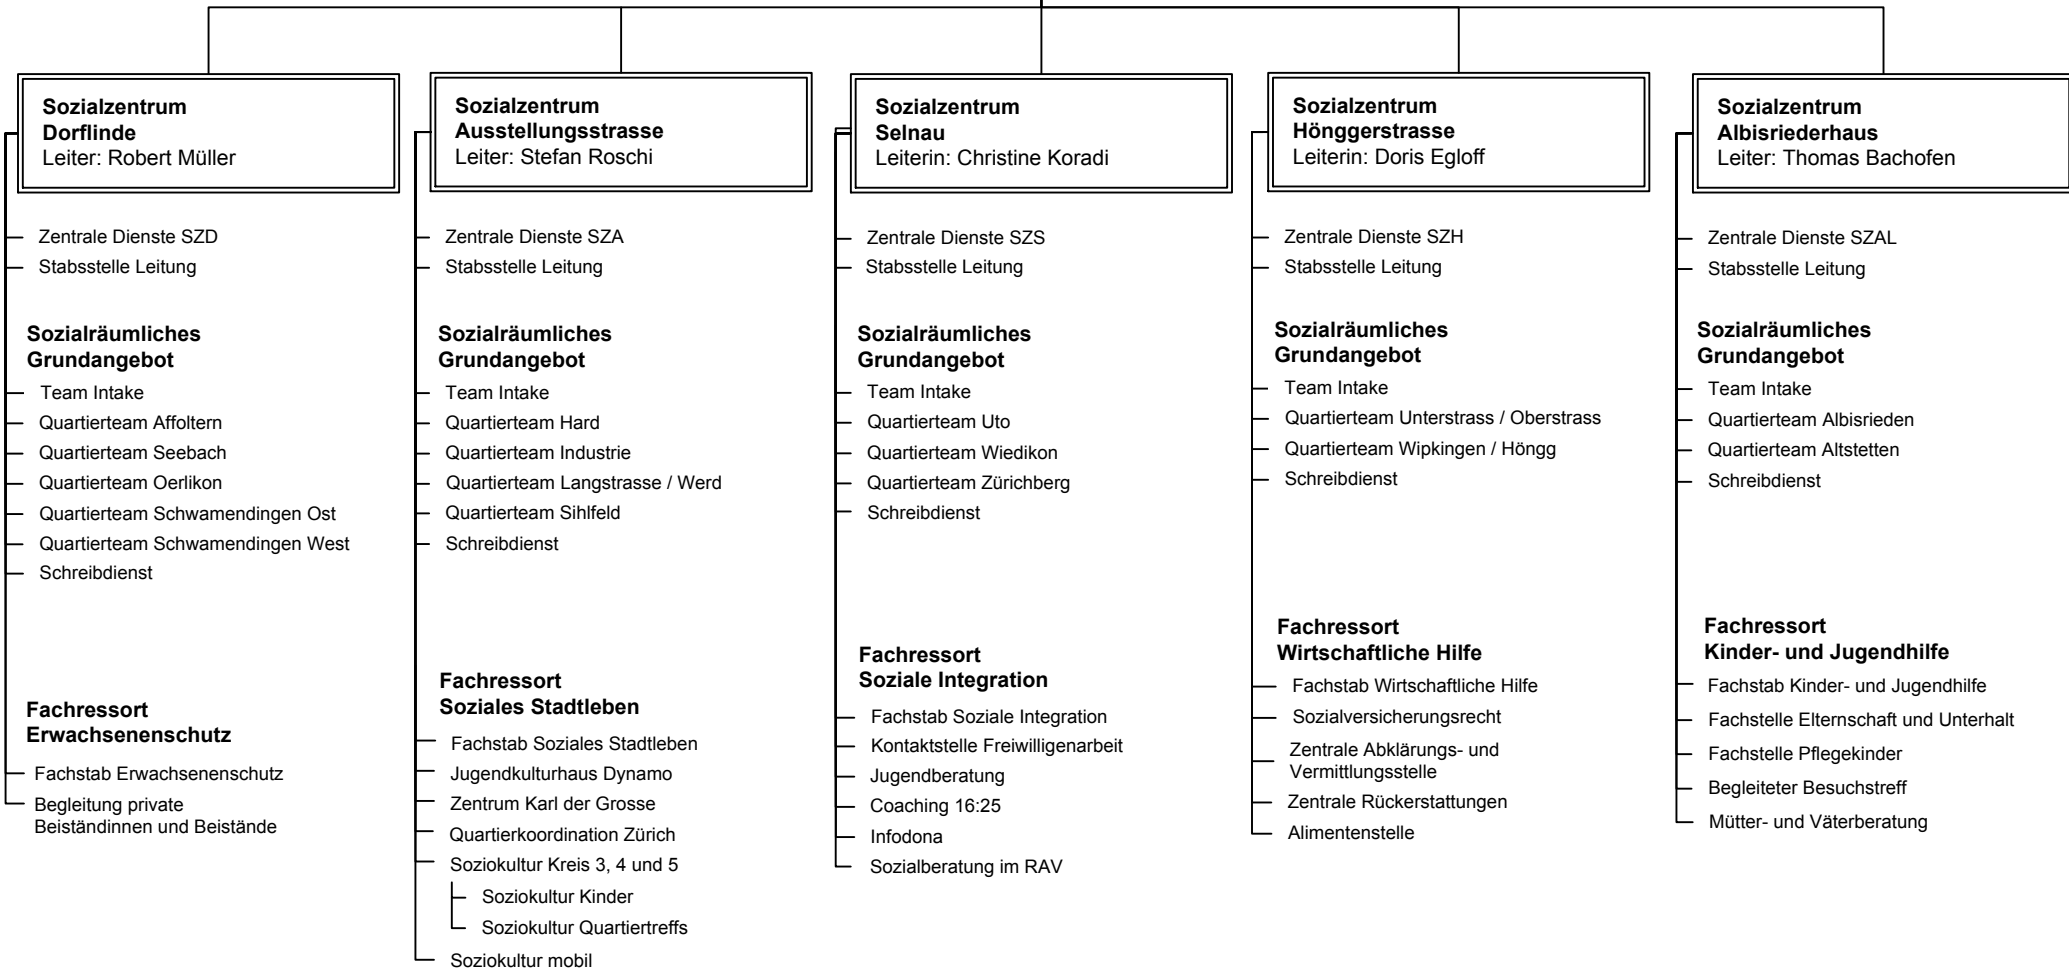 Sozialzentrum
Dorflinde
Leiter: Robert Müller
Zentrale Dienste SZD
Stabsstelle Leitung
Sozialräumliches
Grundangebot
Team Intake
Quartierteam Affoltern
Quartierteam Seebach
Quartierteam Oerlikon
Quartierteam Schwamendingen Ost
Quartierteam Schwamendingen West
Schreibdienst
Fachressort
Erwachsenenschutz
Fachstab Erwachsenenschutz
Begleitung private
Beiständinnen und Beistände
Sozialzentrum
Ausstellungsstrasse
Leiter: Stefan Roschi
Zentrale Dienste SZA
Stabsstelle Leitung
Sozialräumliches
Grundangebot
Team Intake
Quartierteam Hard
Quartierteam Industrie
Quartierteam Langstrasse / Werd
Quartierteam Sihlfeld
Schreibdienst
Fachressort
Soziales Stadtleben
Fachstab Soziales Stadtleben
Jugendkulturhaus Dynamo
Zentrum Karl der Grosse
Quartierkoordination Zürich
Soziokultur Kreis 3, 4 und 5
Soziokultur Kinder
Soziokultur Quartiertreffs
Soziokultur mobil
Sozialzentrum
Selnau
Leiterin: Christine Koradi
Zentrale Dienste SZS
Stabsstelle Leitung
Sozialräumliches
Grundangebot
Team Intake
Quartierteam Uto
Quartierteam Wiedikon
Quartierteam Zürichberg
Schreibdienst
Fachressort
Soziale Integration
Fachstab Soziale Integration
Kontaktstelle Freiwilligenarbeit
Jugendberatung
Coaching 16:25
Infodona
Sozialberatung im RAV
Sozialzentrum
Hönggerstrasse
Leiterin: Doris Egloff
Zentrale Dienste SZH
Stabsstelle Leitung
Sozialräumliches
Grundangebot
Team Intake
Quartierteam Unterstrass / Oberstrass
Quartierteam Wipkingen / Höngg
Schreibdienst
Fachressort
Wirtschaftliche Hilfe
Fachstab Wirtschaftliche Hilfe
Sozialversicherungsrecht
Zentrale Abklärungs- und
Vermittlungsstelle
Zentrale Rückerstattungen
Alimentenstelle
Sozialzentrum
Albisriederhaus
Leiter: Thomas Bachofen
Zentrale Dienste SZAL
Stabsstelle Leitung
Sozialräumliches
Grundangebot
Team Intake
Quartierteam Albisrieden
Quartierteam Altstetten
Schreibdienst
Fachressort
Kinder- und Jugendhilfe
Fachstab Kinder- und Jugendhilfe
Fachstelle Elternschaft und Unterhalt
Fachstelle Pflegekinder
Begleiteter Besuchstreff
Mütter- und Väterberatung